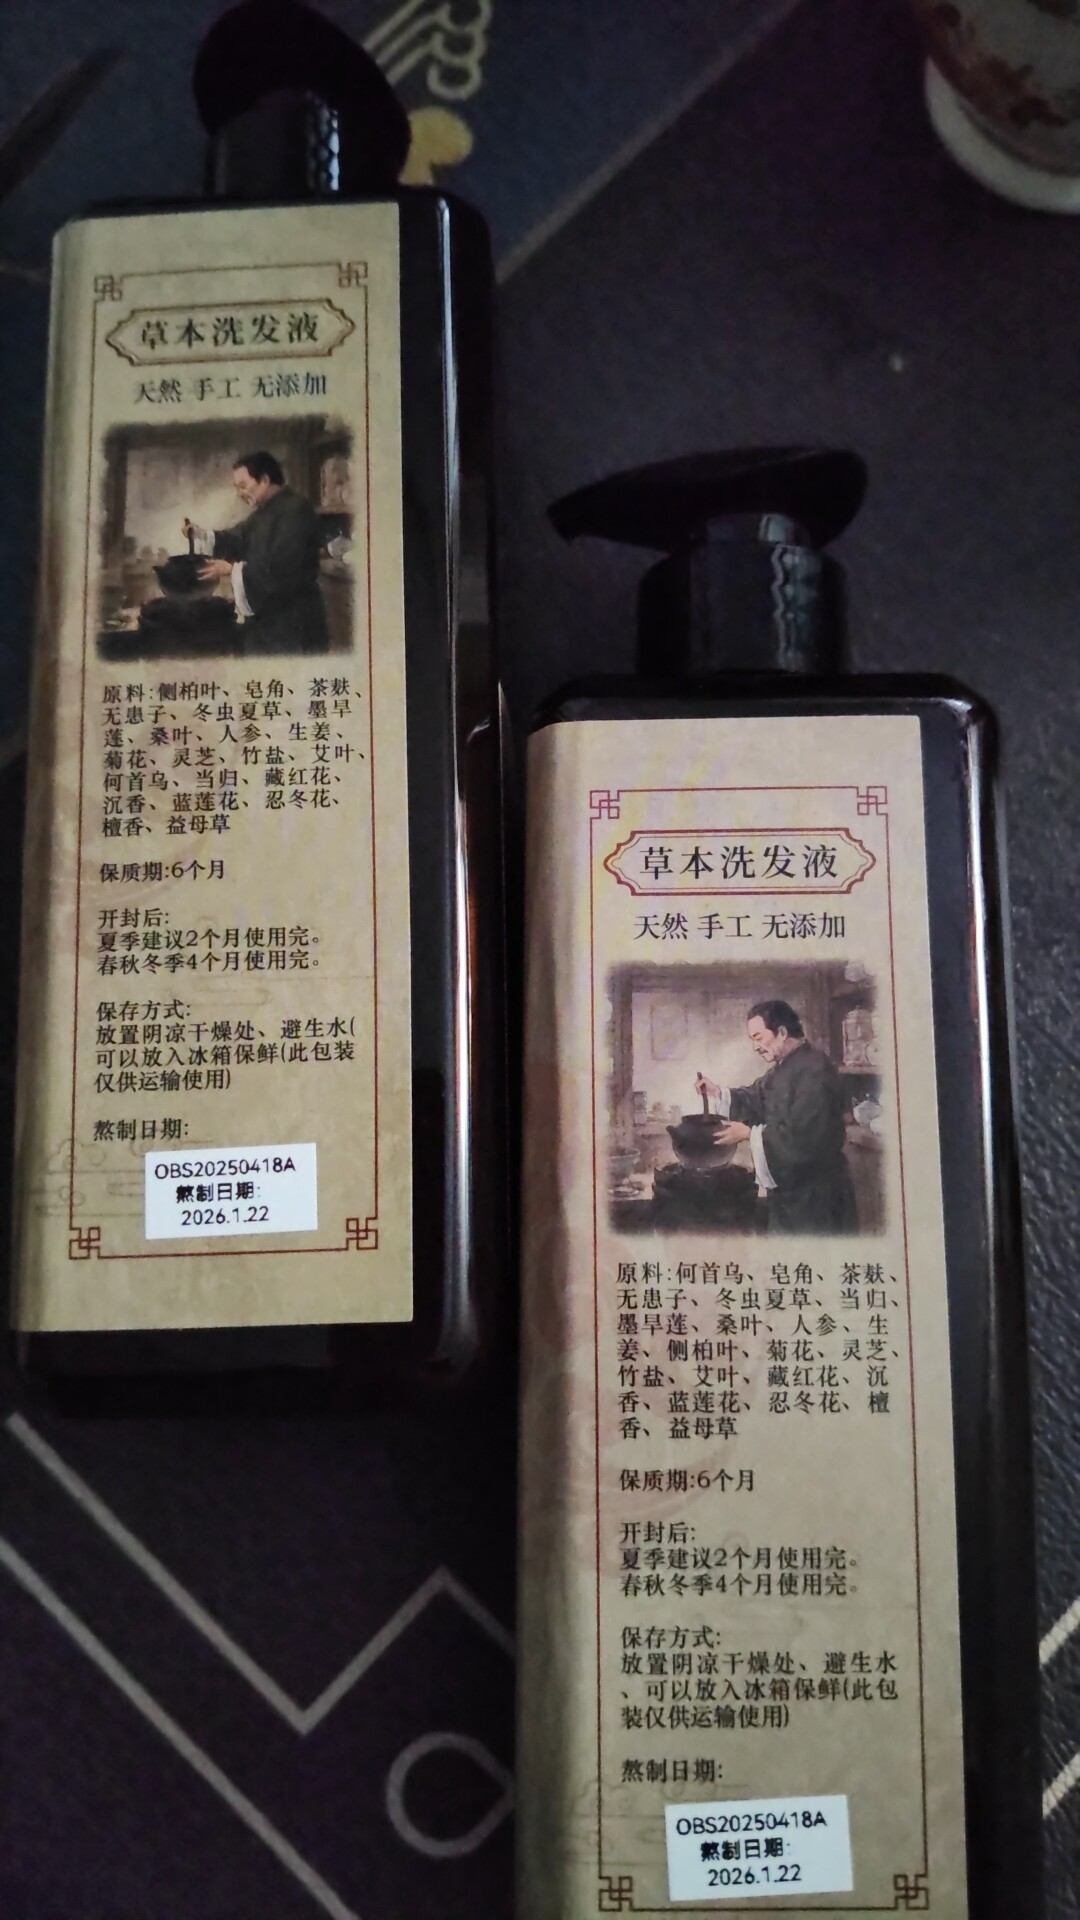 草本洗发液
天然 手工 无添加
原料:侧柏叶、皂角、茶麸、
无患子、冬虫夏草、墨旱
莲、桑叶、人参、生姜、
菊花、灵芝、竹盐、艾叶、
何首乌、当归、藏红花、
沉香、蓝莲花、忍冬花、
檀香、益母草
保质期:6个月
开封后:
夏季建议2个月使用完。
春秋冬季4个月使用完。
保存方式:
放置阴凉干燥处、避生水(
可以放入冰箱保鲜(此包装
仅供运输使用)
熬制日期:
OBS20250418A
熬制日期:
2026.1.22
草本洗发液
天然 手工 无添加
原料:何首乌、皂角、茶麸、
无患子、冬虫夏草、当归、
墨旱莲、桑叶、人参、生
姜、侧柏叶、菊花、灵芝、
竹盐、艾叶、藏红花、沉
香、蓝莲花、忍冬花、檀
香、益母草
保质期:6个月
开封后:
夏季建议2个月使用完。
春秋冬季4个月使用完。
保存方式:
放置阴凉干燥处、避生水
、可以放入冰箱保鲜(此包
装仅供运输使用)
熬制日期:
OBS20250418A
熬制日期:
2026.1.22